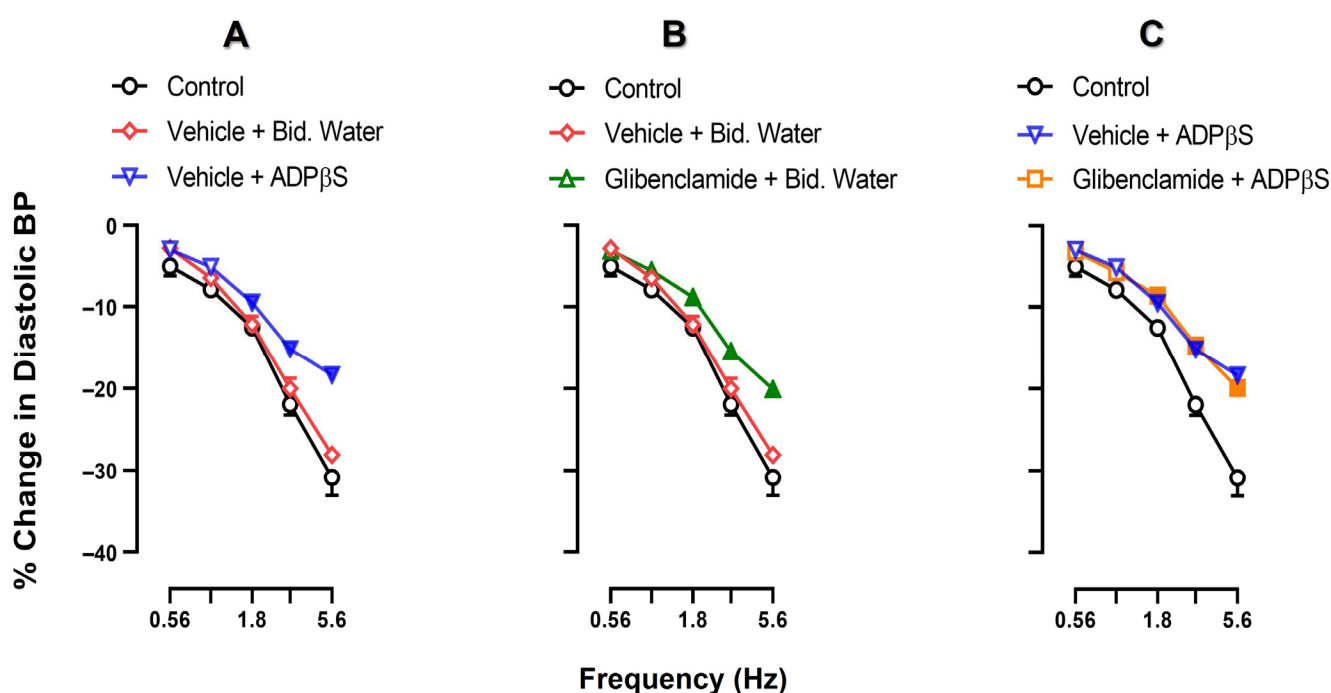 A
Control
Vehicle + Bid. Water
Vehicle + ADPβS
B
Control
Vehicle + Bid. Water
Glibenclamide + Bid. Water
C
Control
Vehicle + ADPβS
Glibenclamide + ADPβS
% Change in Diastolic BP
0
−10
−20
−30
−40
0.56 1.8 5.6
0.56 1.8 5.6
0.56 1.8 5.6
Frequency (Hz)